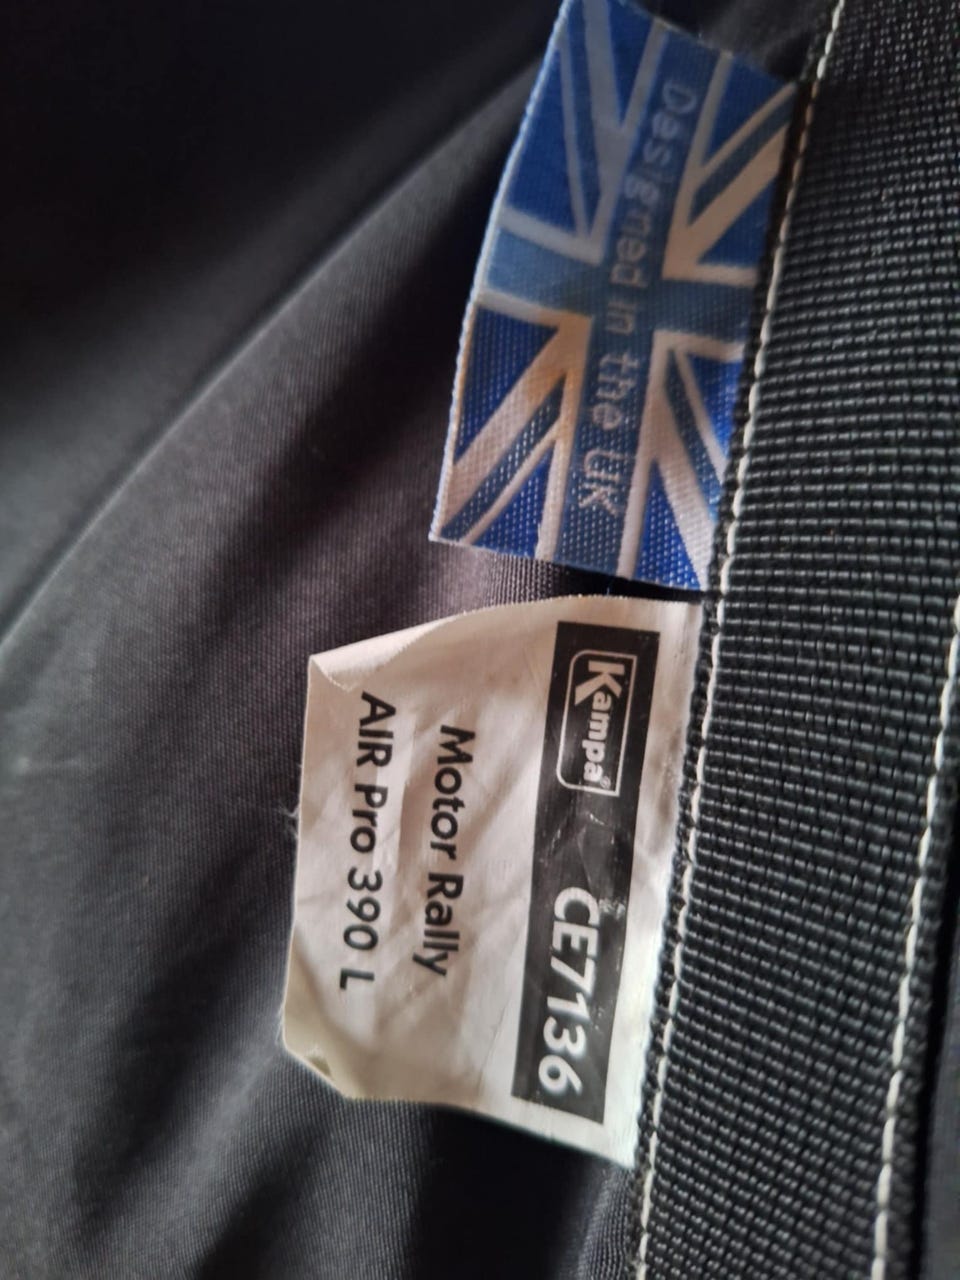 Designed in the UK
Kampa CE7136
Motor Rally
AIR Pro 390 L